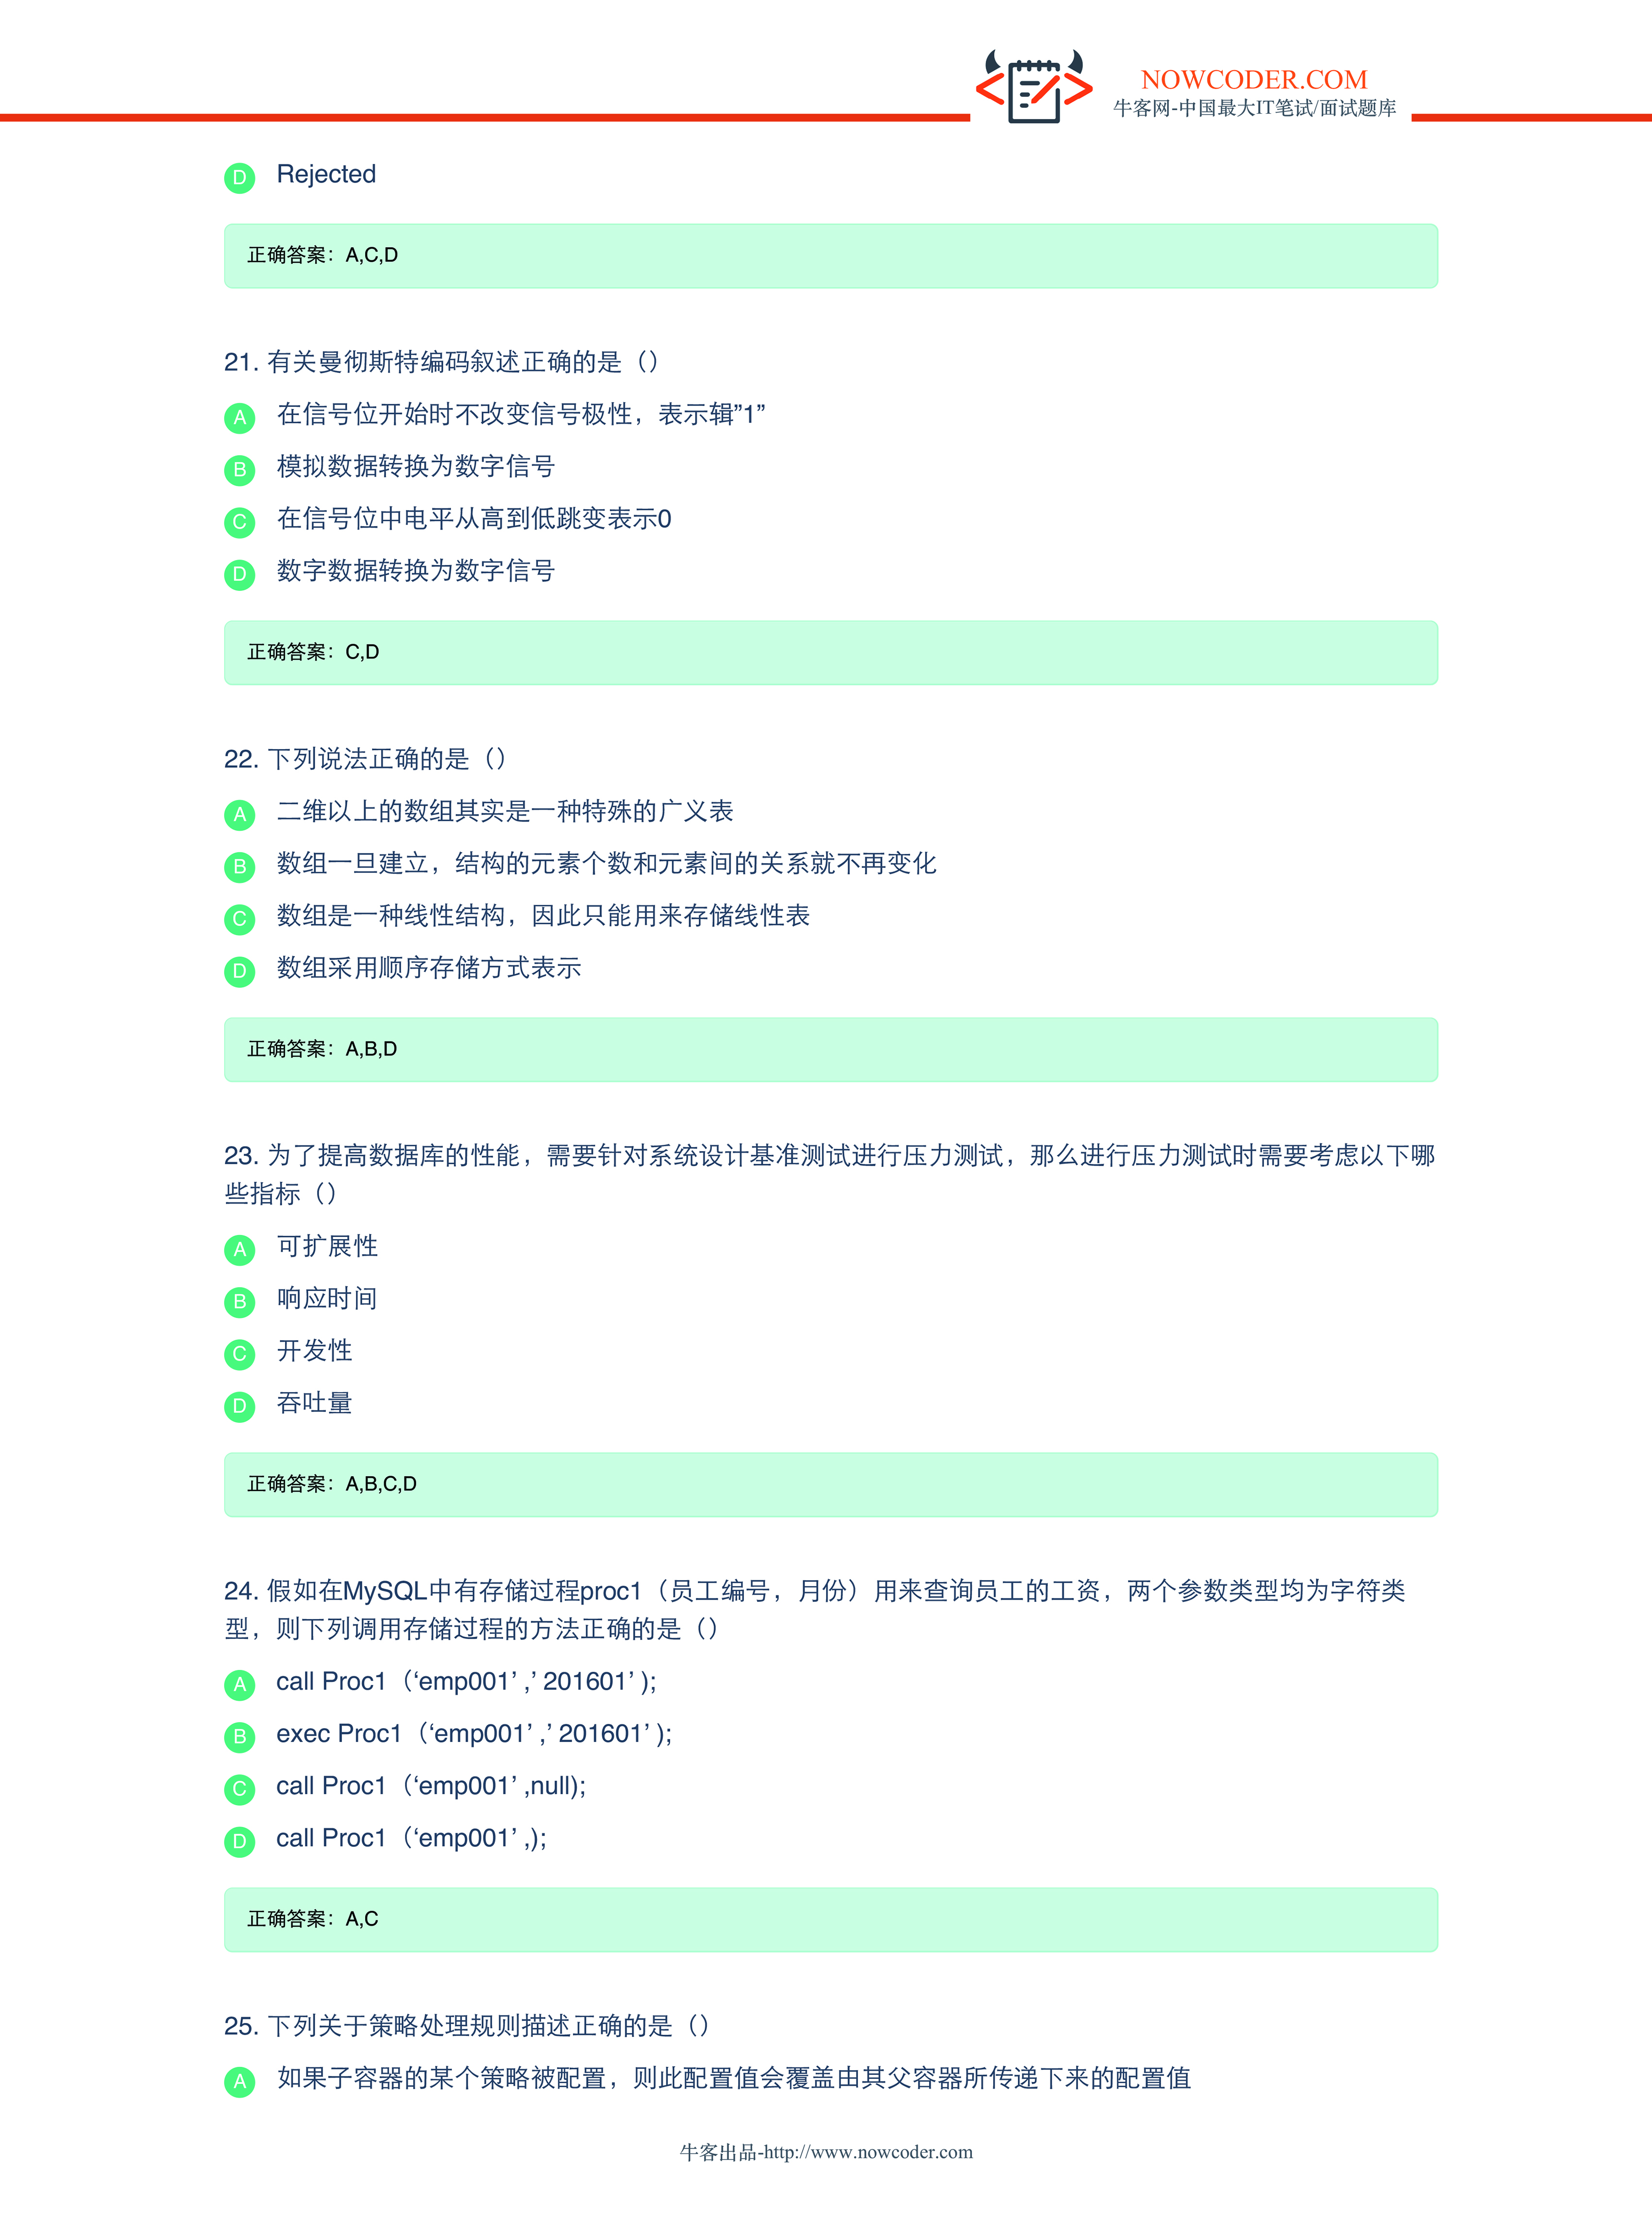 NOWCODER.COM
牛客网-中国最大IT笔试/面试题库
D Rejected
正确答案：A,C,D
21. 有关曼彻斯特编码叙述正确的是（）
A 在信号位开始时不改变信号极性，表示辑”1”
B 模拟数据转换为数字信号
C 在信号位中电平从高到低跳变表示0
D 数字数据转换为数字信号
正确答案：C,D
22. 下列说法正确的是（）
A 二维以上的数组其实是一种特殊的广义表
B 数组一旦建立，结构的元素个数和元素间的关系就不再变化
C 数组是一种线性结构，因此只能用来存储线性表
D 数组采用顺序存储方式表示
正确答案：A,B,D
23. 为了提高数据库的性能，需要针对系统设计基准测试进行压力测试，那么进行压力测试时需要考虑以下哪
些指标（）
A 可扩展性
B 响应时间
C 开发性
D 吞吐量
正确答案：A,B,C,D
24. 假如在MySQL中有存储过程proc1（员工编号，月份）用来查询员工的工资，两个参数类型均为字符类
型，则下列调用存储过程的方法正确的是（）
A call Proc1（‘emp001’ ,’ 201601’ );
B exec Proc1（‘emp001’ ,’ 201601’ );
C call Proc1（‘emp001’ ,null);
D call Proc1（‘emp001’ ,);
正确答案：A,C
25. 下列关于策略处理规则描述正确的是（）
A 如果子容器的某个策略被配置，则此配置值会覆盖由其父容器所传递下来的配置值
牛客出品-http://www.nowcoder.com